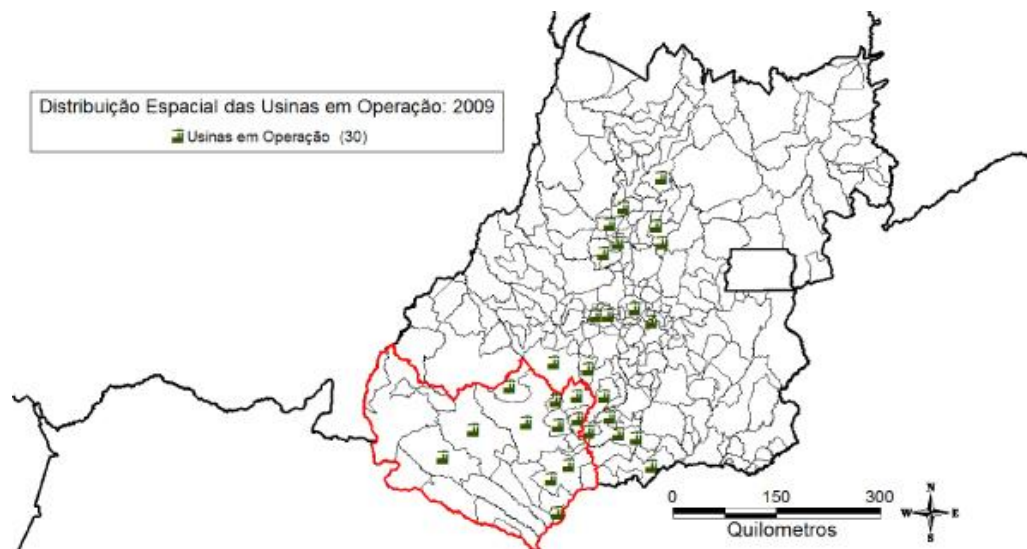 Distribuição Espacial das Usinas em Operação: 2009
Usinas em Operação (30)
N
W E
S
0 150 300
Quilometros